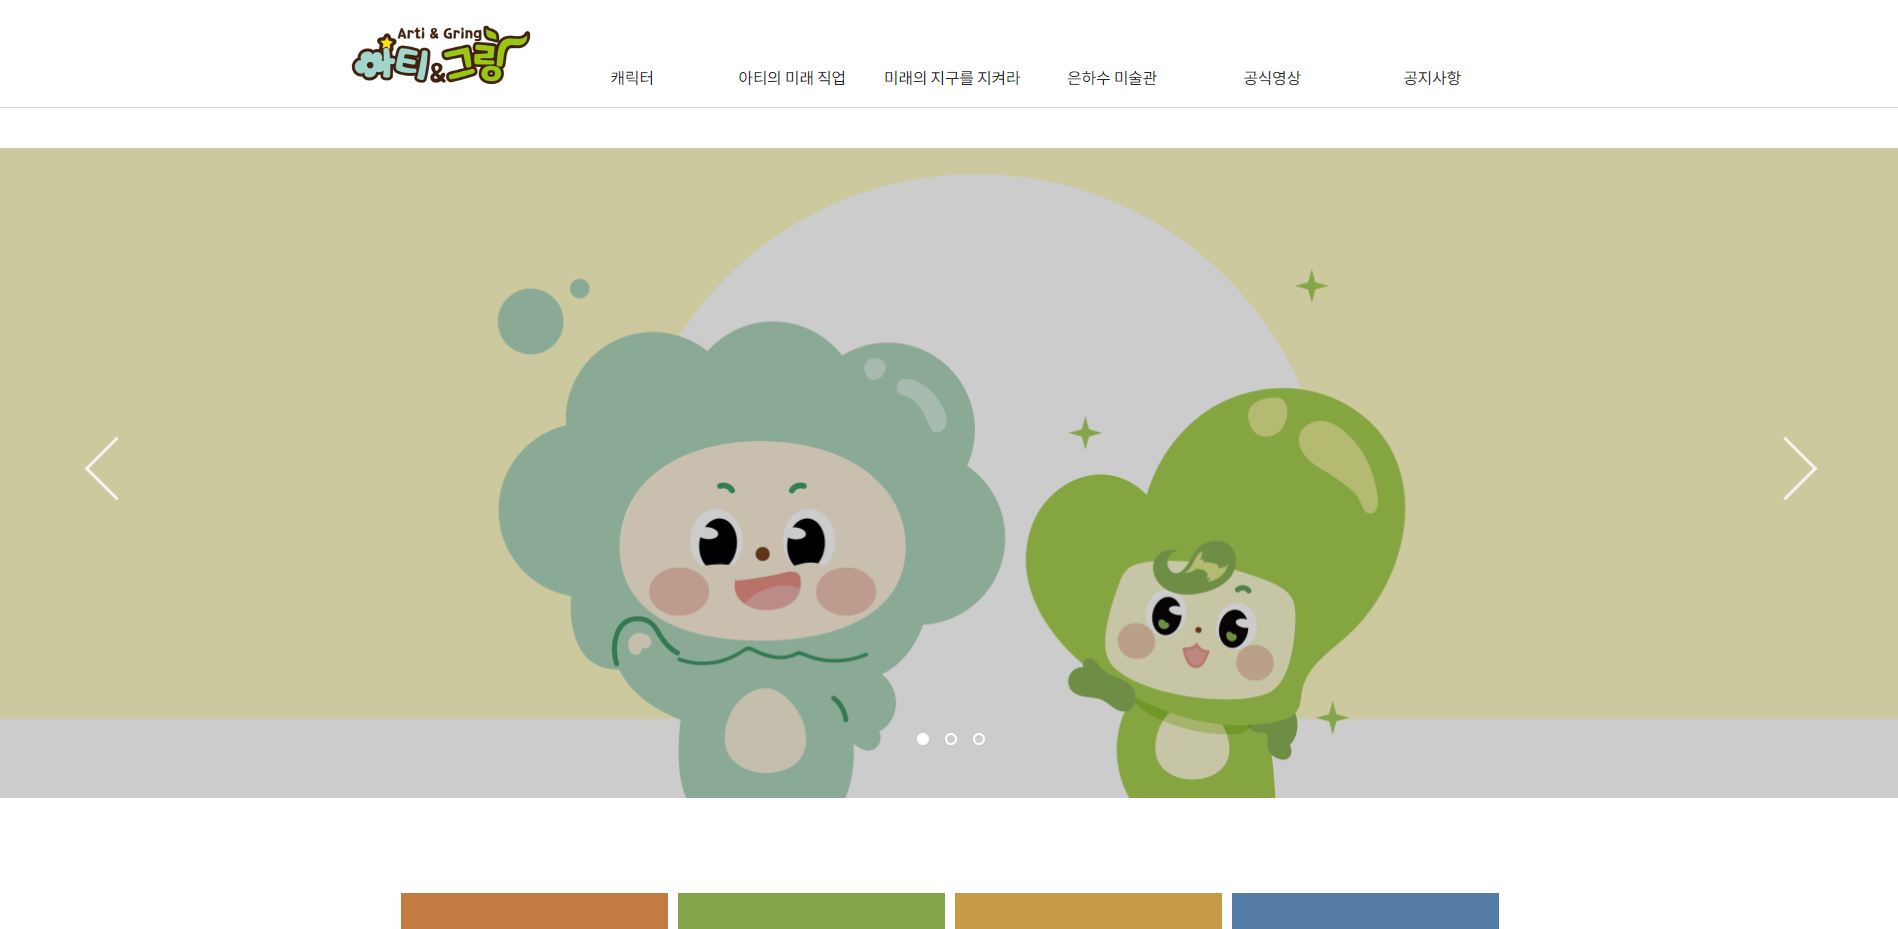 Arti & Gring
아티&그링
캐릭터
아티의 미래 직업
미래의 지구를 지켜라
은하수 미술관
공식영상
공지사항